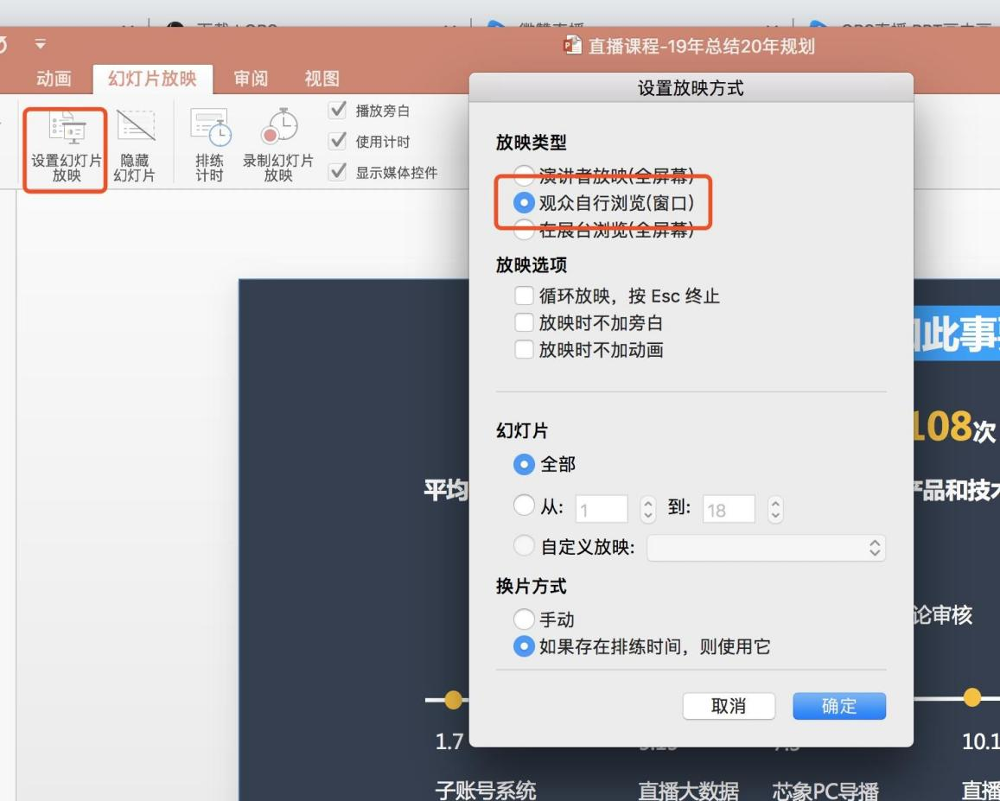 直播课程-19年总结20年规划
动画
幻灯片放映
审阅
视图
设置幻灯片
放映
隐藏
幻灯片
排练
计时
录制幻灯片
放映
播放旁白
使用计时
显示媒体控件
设置放映方式
放映类型
演讲者放映(全屏幕)
观众自行浏览(窗口)
在展台浏览(全屏幕)
放映选项
循环放映，按 Esc 终止
放映时不加旁白
放映时不加动画
幻灯片
全部
从: 1 到: 18
自定义放映:
换片方式
手动
如果存在排练时间，则使用它
取消
确定
此事
108次
平均
产品和技术
论审核
1.7
10.1
子账号系统
直播大数据
芯象PC导播
直播